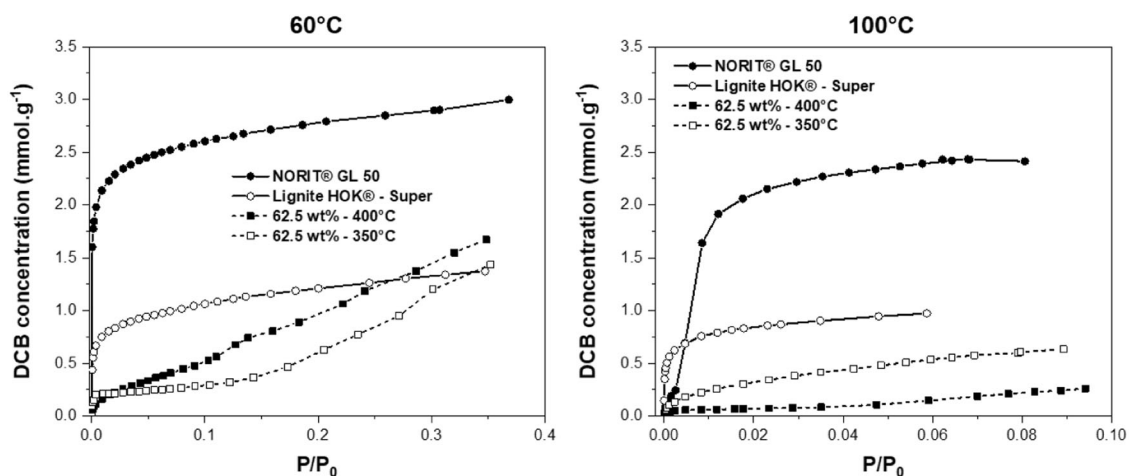 60°C
DCB concentration (mmol.g⁻¹)
3.5
3.0
2.5
2.0
1.5
1.0
0.5
0.0
NORIT® GL 50
Lignite HOK® - Super
62.5 wt% - 400°C
62.5 wt% - 350°C
0.0
0.1
0.2
0.3
0.4
P/P₀
100°C
DCB concentration (mmol.g⁻¹)
3.5
3.0
2.5
2.0
1.5
1.0
0.5
0.0
NORIT® GL 50
Lignite HOK® - Super
62.5 wt% - 400°C
62.5 wt% - 350°C
0.00
0.02
0.04
0.06
0.08
0.10
P/P₀